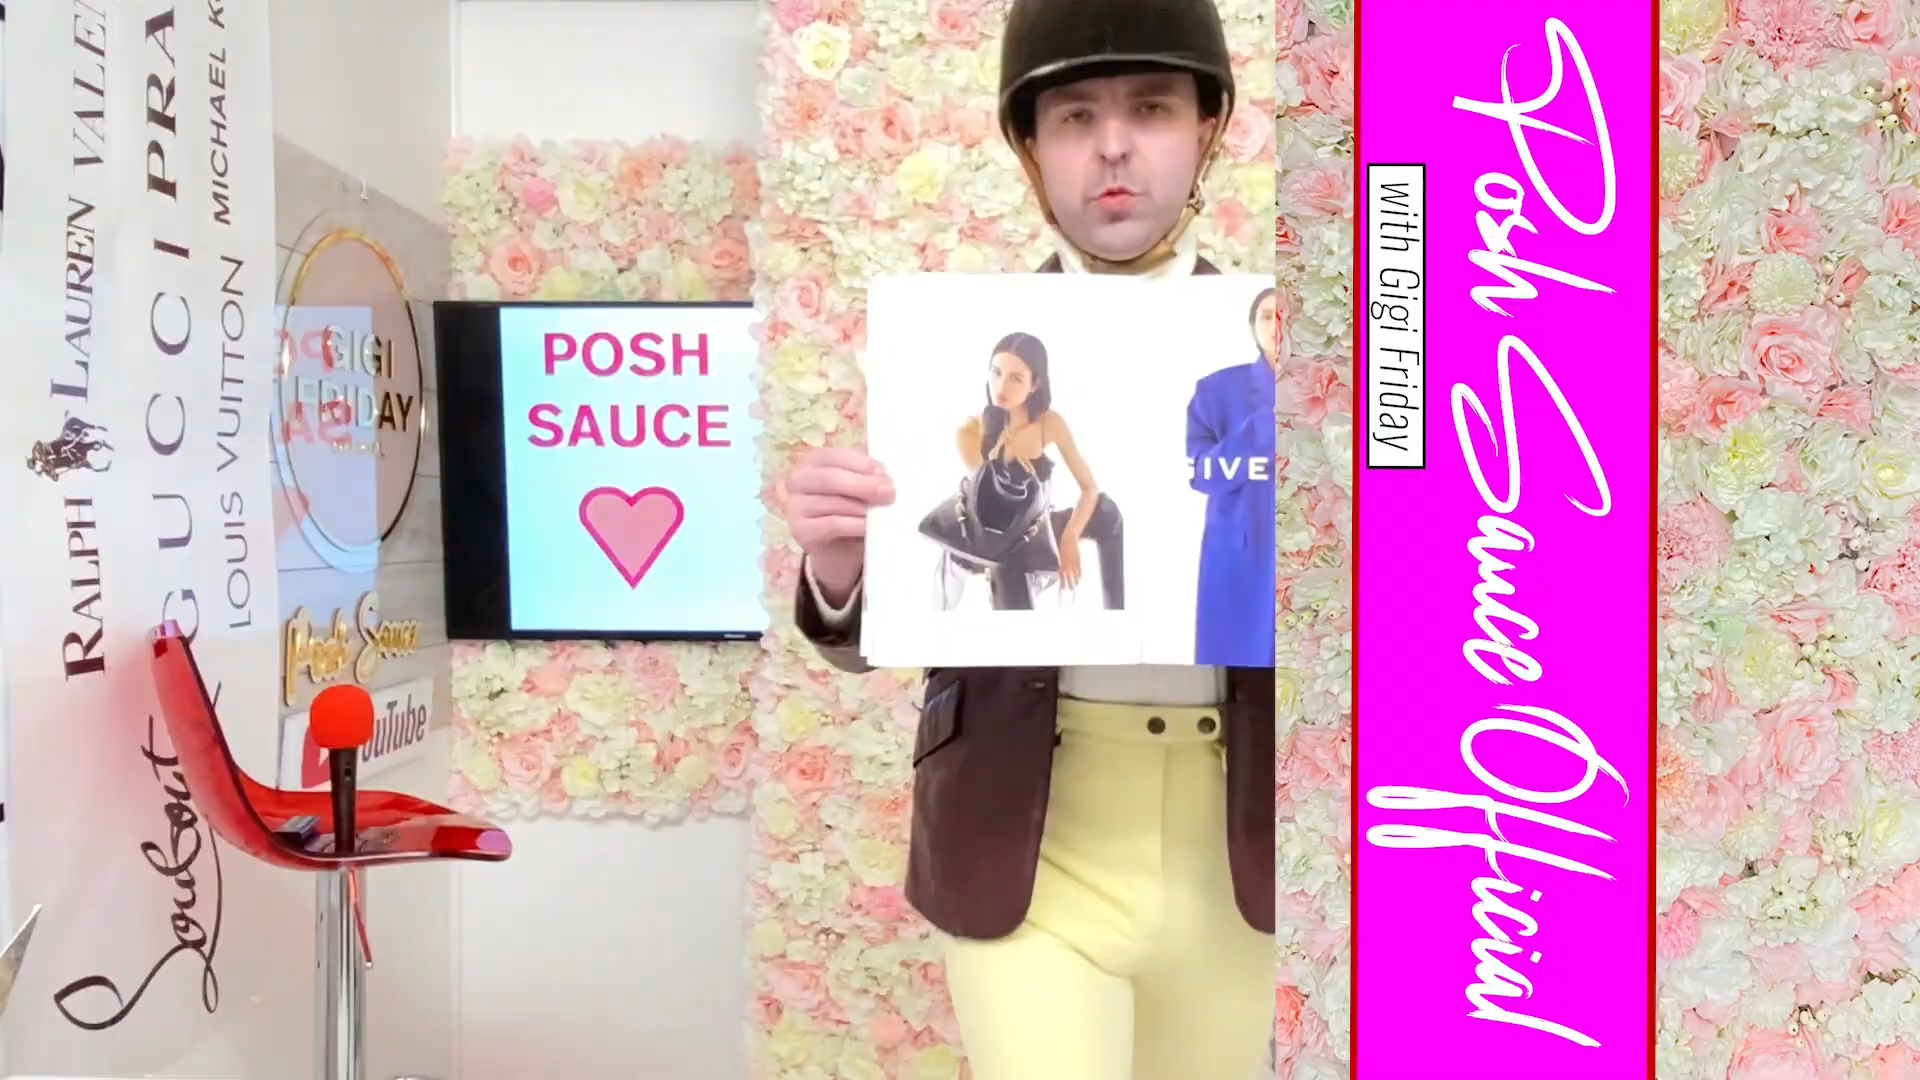 RALPH LAUREN
VALE
GUCCI PRA
LOUIS VUITTON
MICHAEL K
Loubout
GIGI
FRIDAY
Posh Sauce
YouTube
POSH
SAUCE
GIVE
Posh Sauce Official
with Gigi Friday